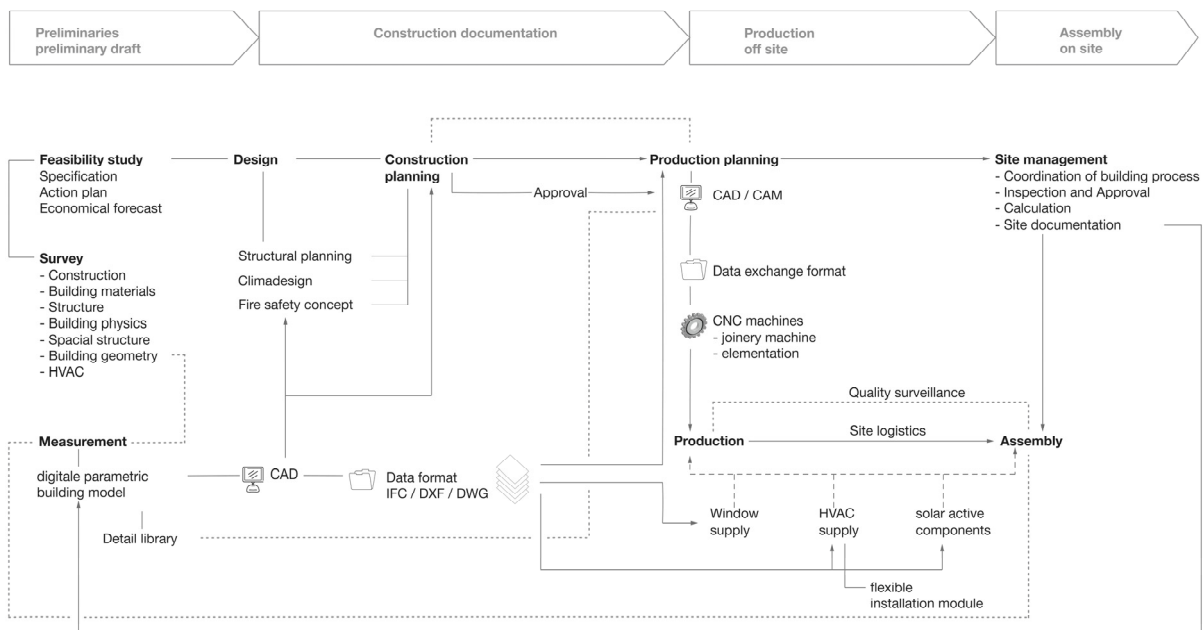 Preliminaries
preliminary draft
Construction documentation
Production
off site
Assembly
on site
Feasibility study
Specification
Action plan
Economical forecast
Design
Construction
planning
Approval
Production planning
CAD / CAM
Site management
- Coordination of building process
- Inspection and Approval
- Calculation
- Site documentation
Survey
- Construction
- Building materials
- Structure
- Building physics
- Spacial structure
- Building geometry
- HVAC
Structural planning
Climadesign
Fire safety concept
Data exchange format
CNC machines
- joinery machine
- elementation
Quality surveillance
Measurement
Production
Site logistics
Assembly
digitale parametric
building model
CAD
Data format
IFC / DXF / DWG
Detail library
Window
supply
HVAC
supply
solar active
components
flexible
installation module